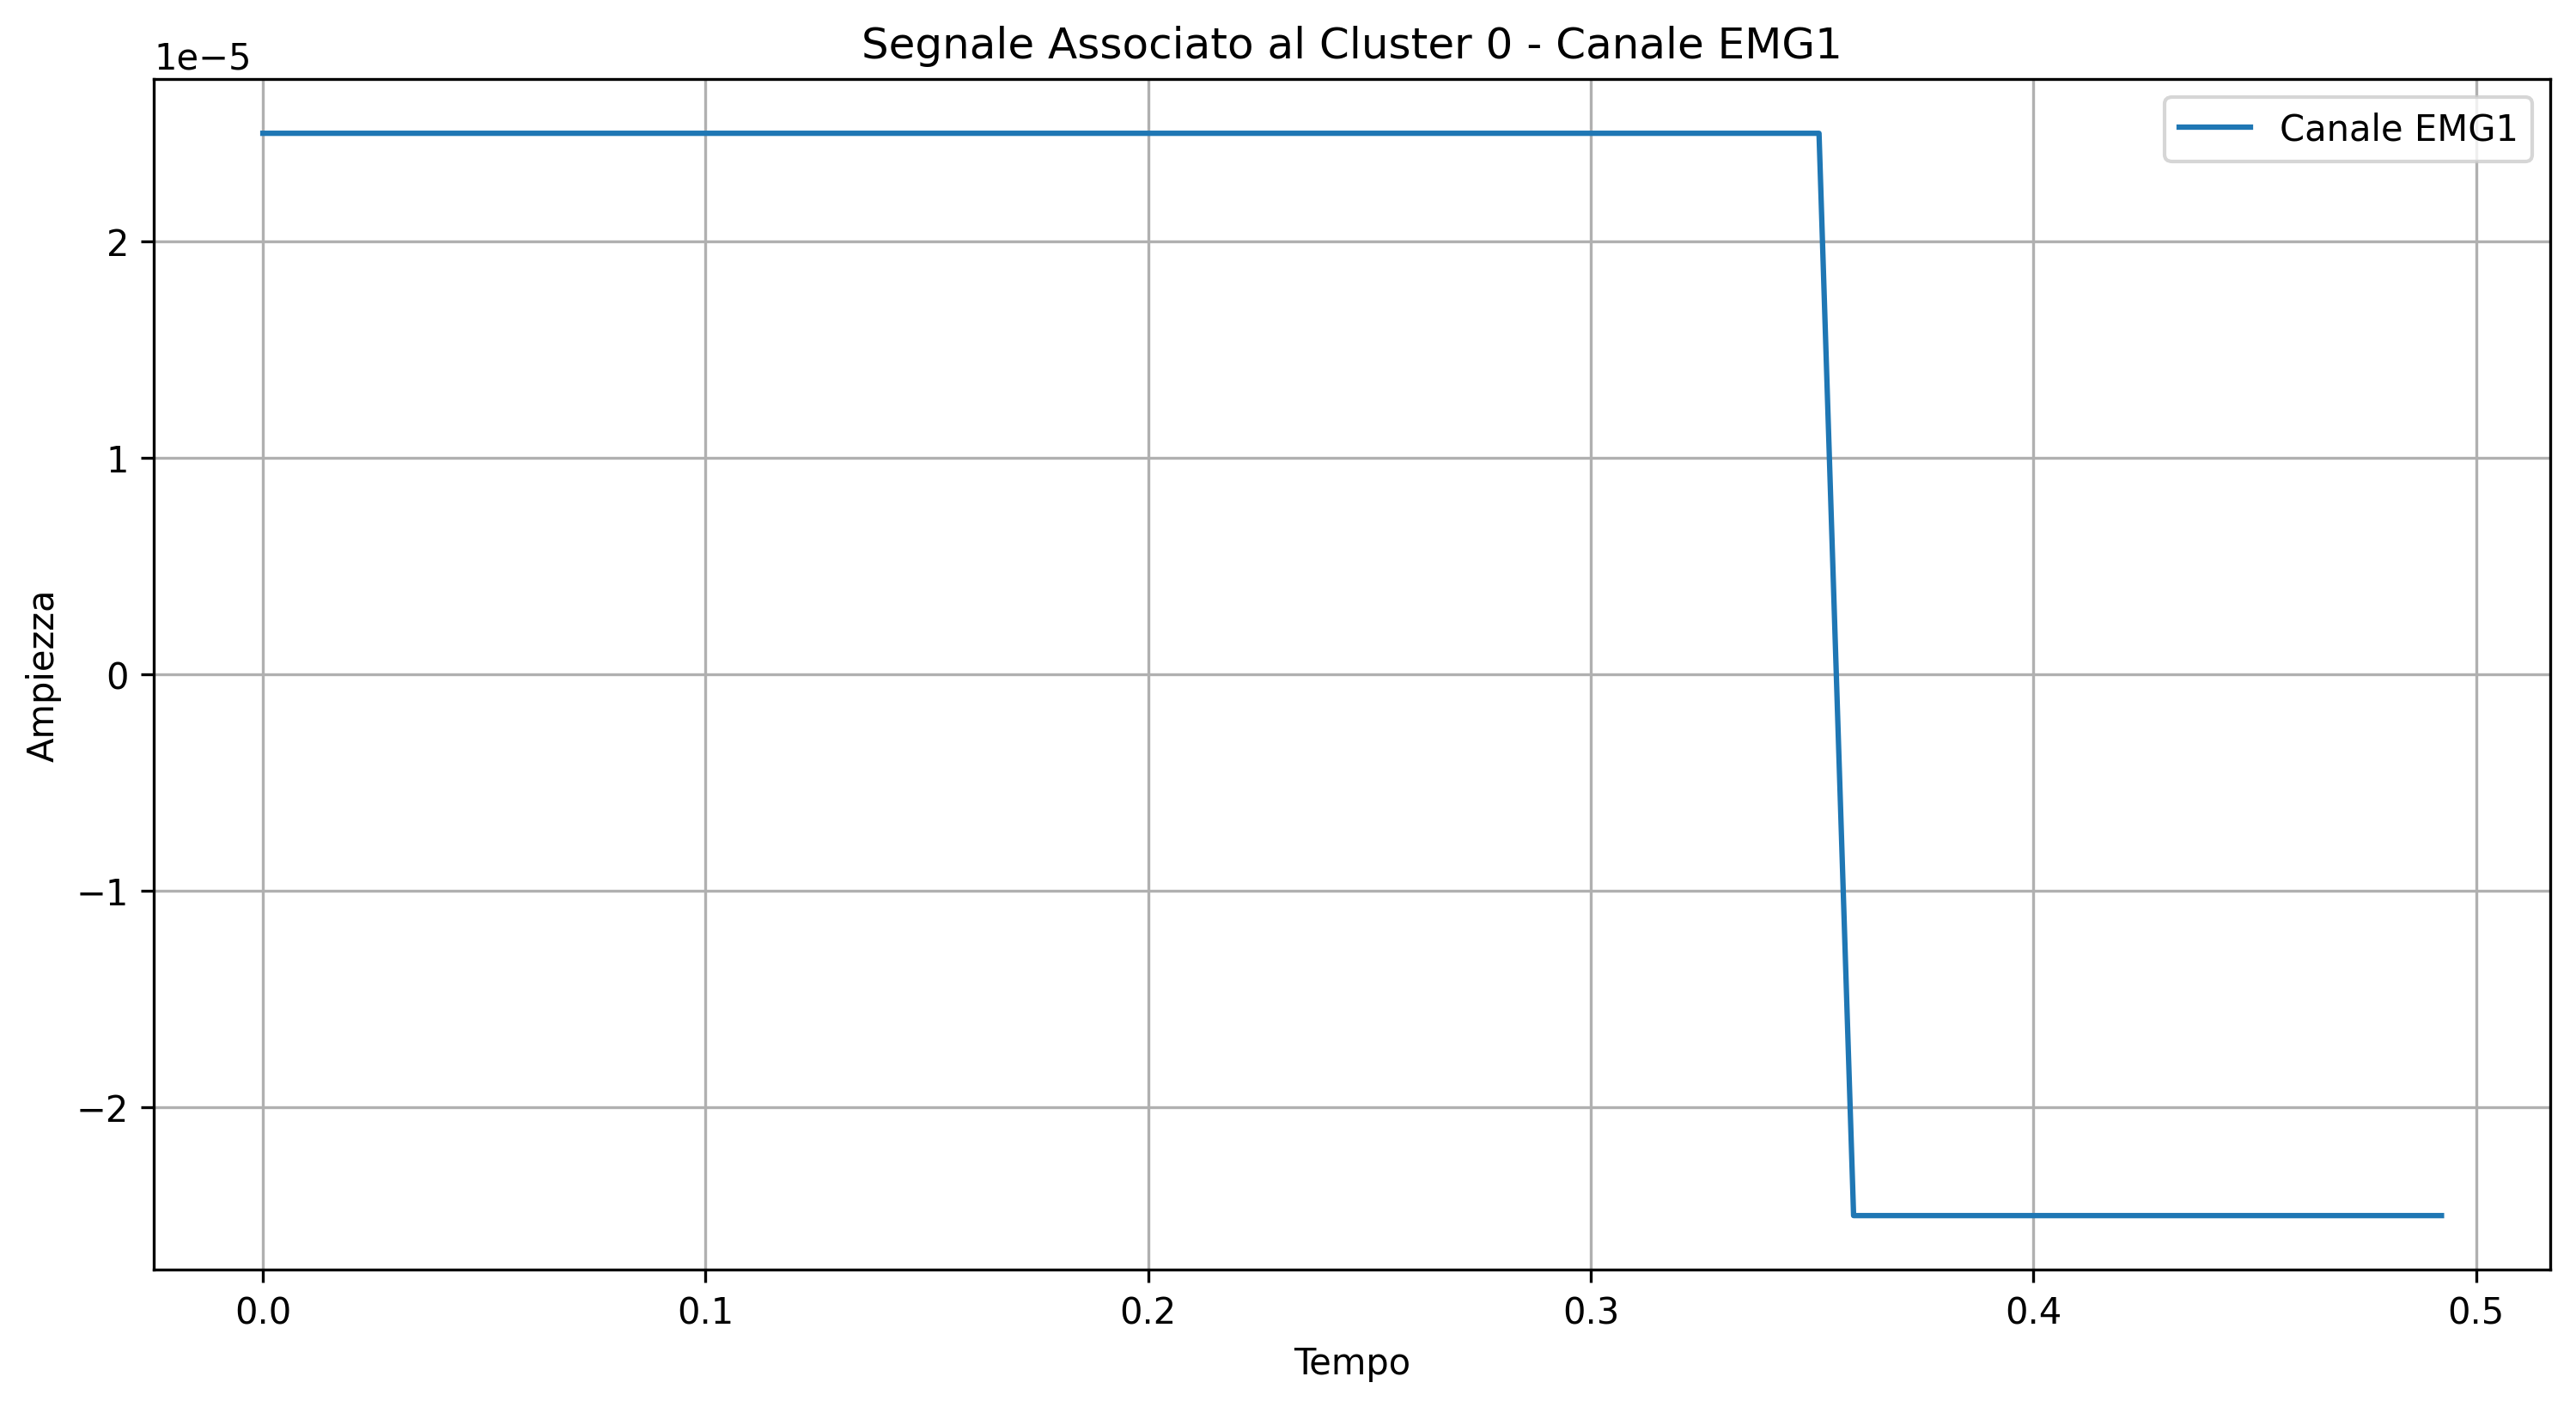 Segnale Associato al Cluster 0 - Canale EMG1
1e−5
Canale EMG1
2
1
0
−1
−2
Ampiezza
0.0 0.1 0.2 0.3 0.4 0.5
Tempo